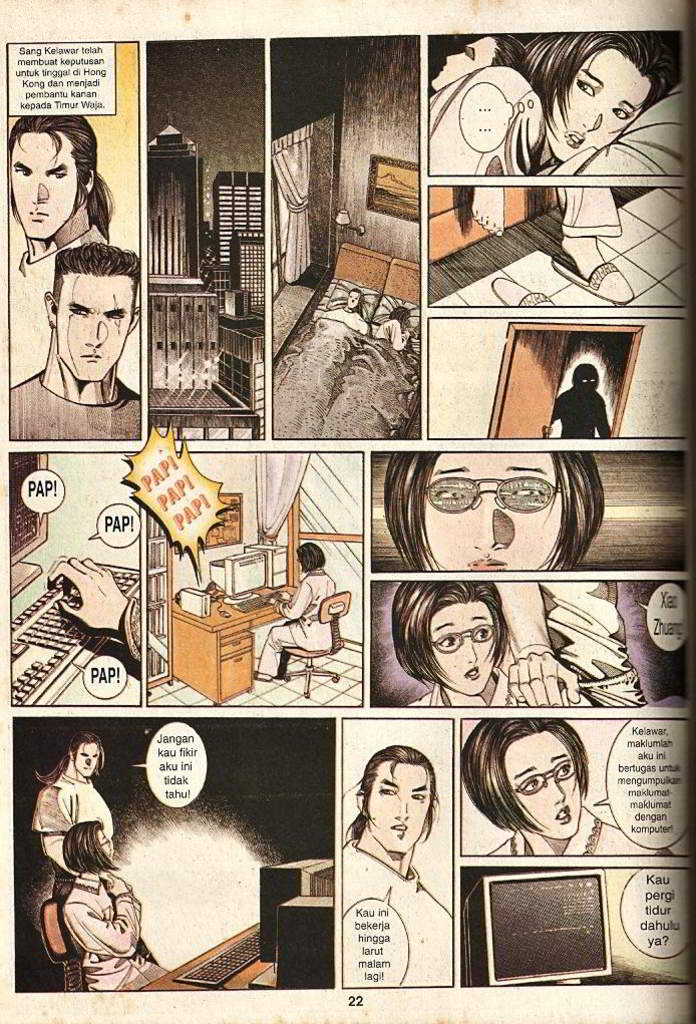 Sang Kelawar telah
membuat keputusan
untuk tinggal di Hong
Kong dan menjadi
pembantu kanan
kepada Timur Waja.
...
...
PAP!
PAP!
PAP!
PAP!
PAP!
PAP!
Xiao
Zhuang
Jangan
kau fikir
aku ini
tidak
tahu!
Kau ini
bekerja
hingga
larut
malam
lagi!
Kelawar,
maklumlah
aku ini
bertugas untuk
mengumpulkan
maklumat-
maklumat
dengan
komputer!
Kau
pergi
tidur
dahulu
ya?
22